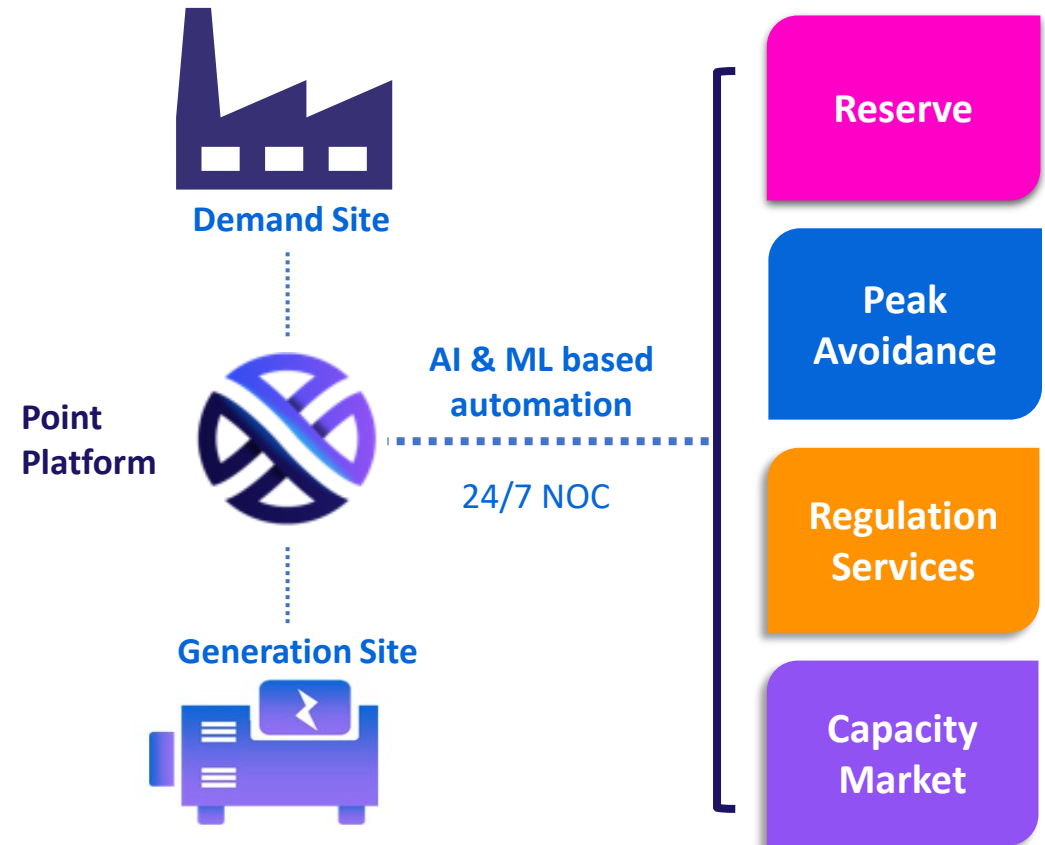 Demand Site
Point
Platform
AI & ML based
automation
24/7 NOC
Generation Site
Reserve
Peak
Avoidance
Regulation
Services
Capacity
Market